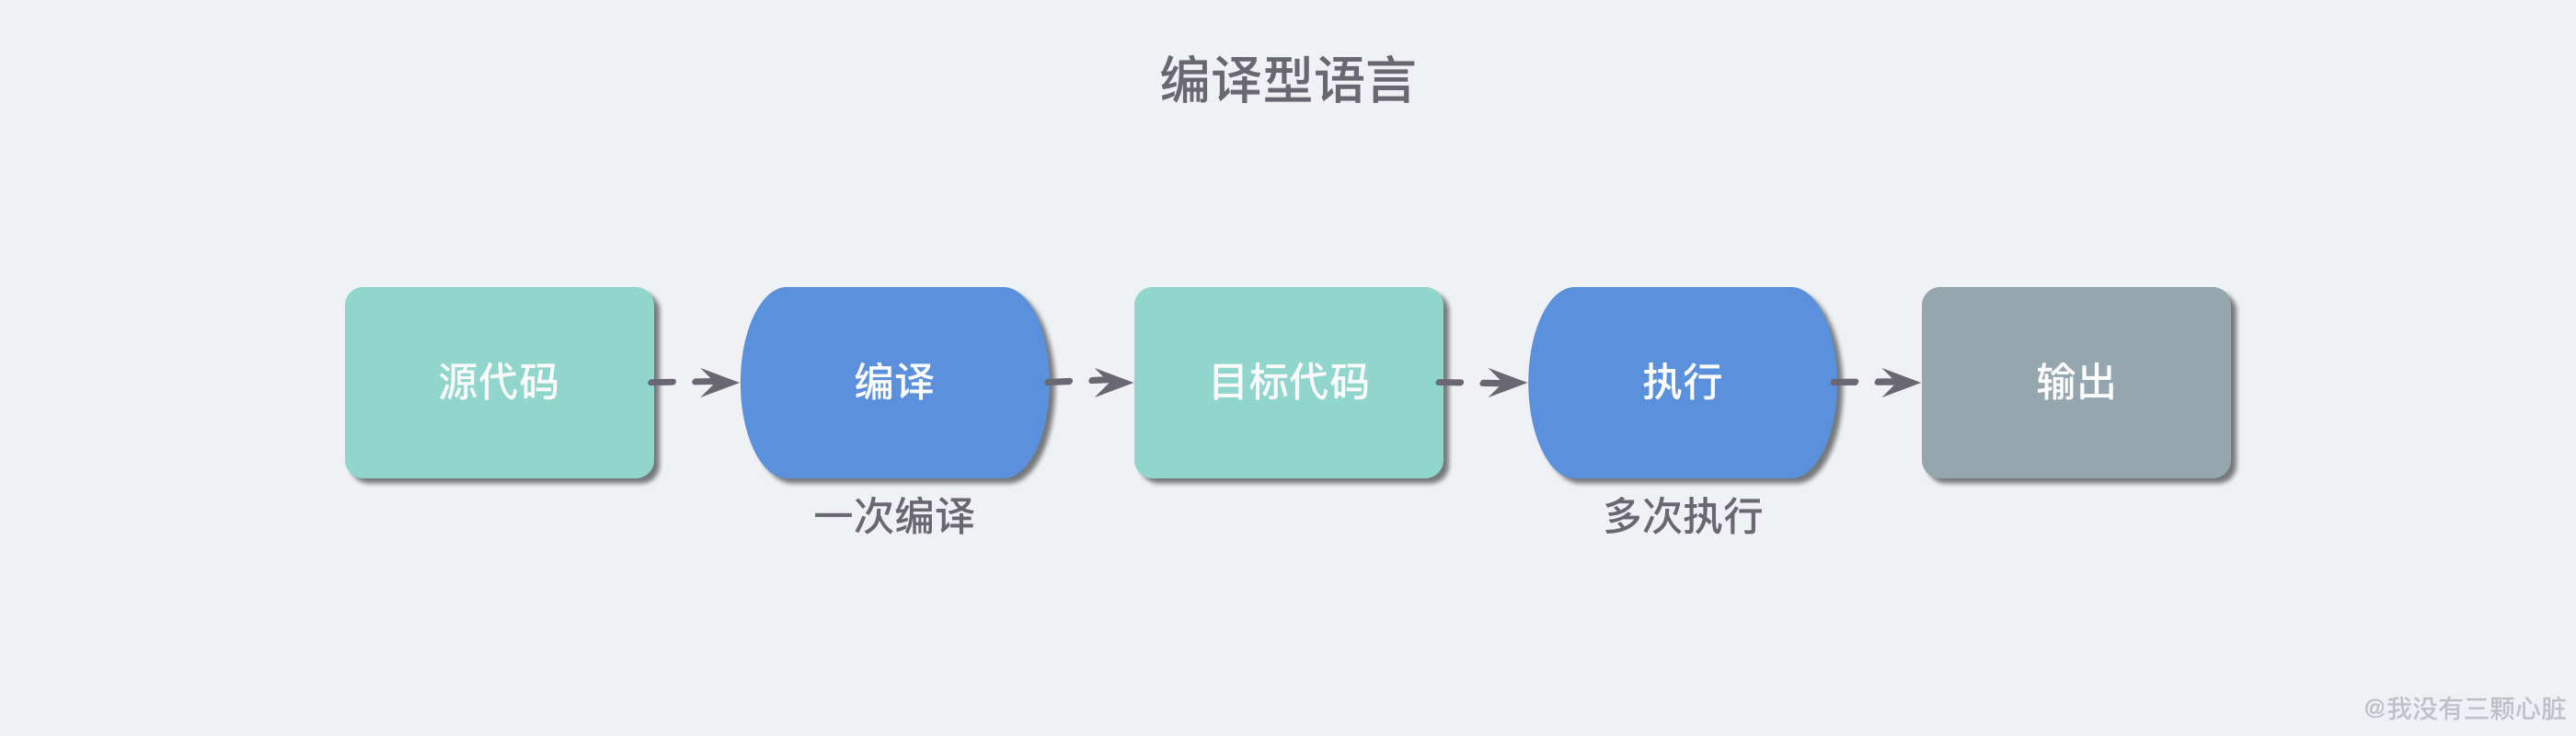 编译型语言
源代码
编译
目标代码
执行
输出
一次编译
多次执行
@我没有三颗心脏